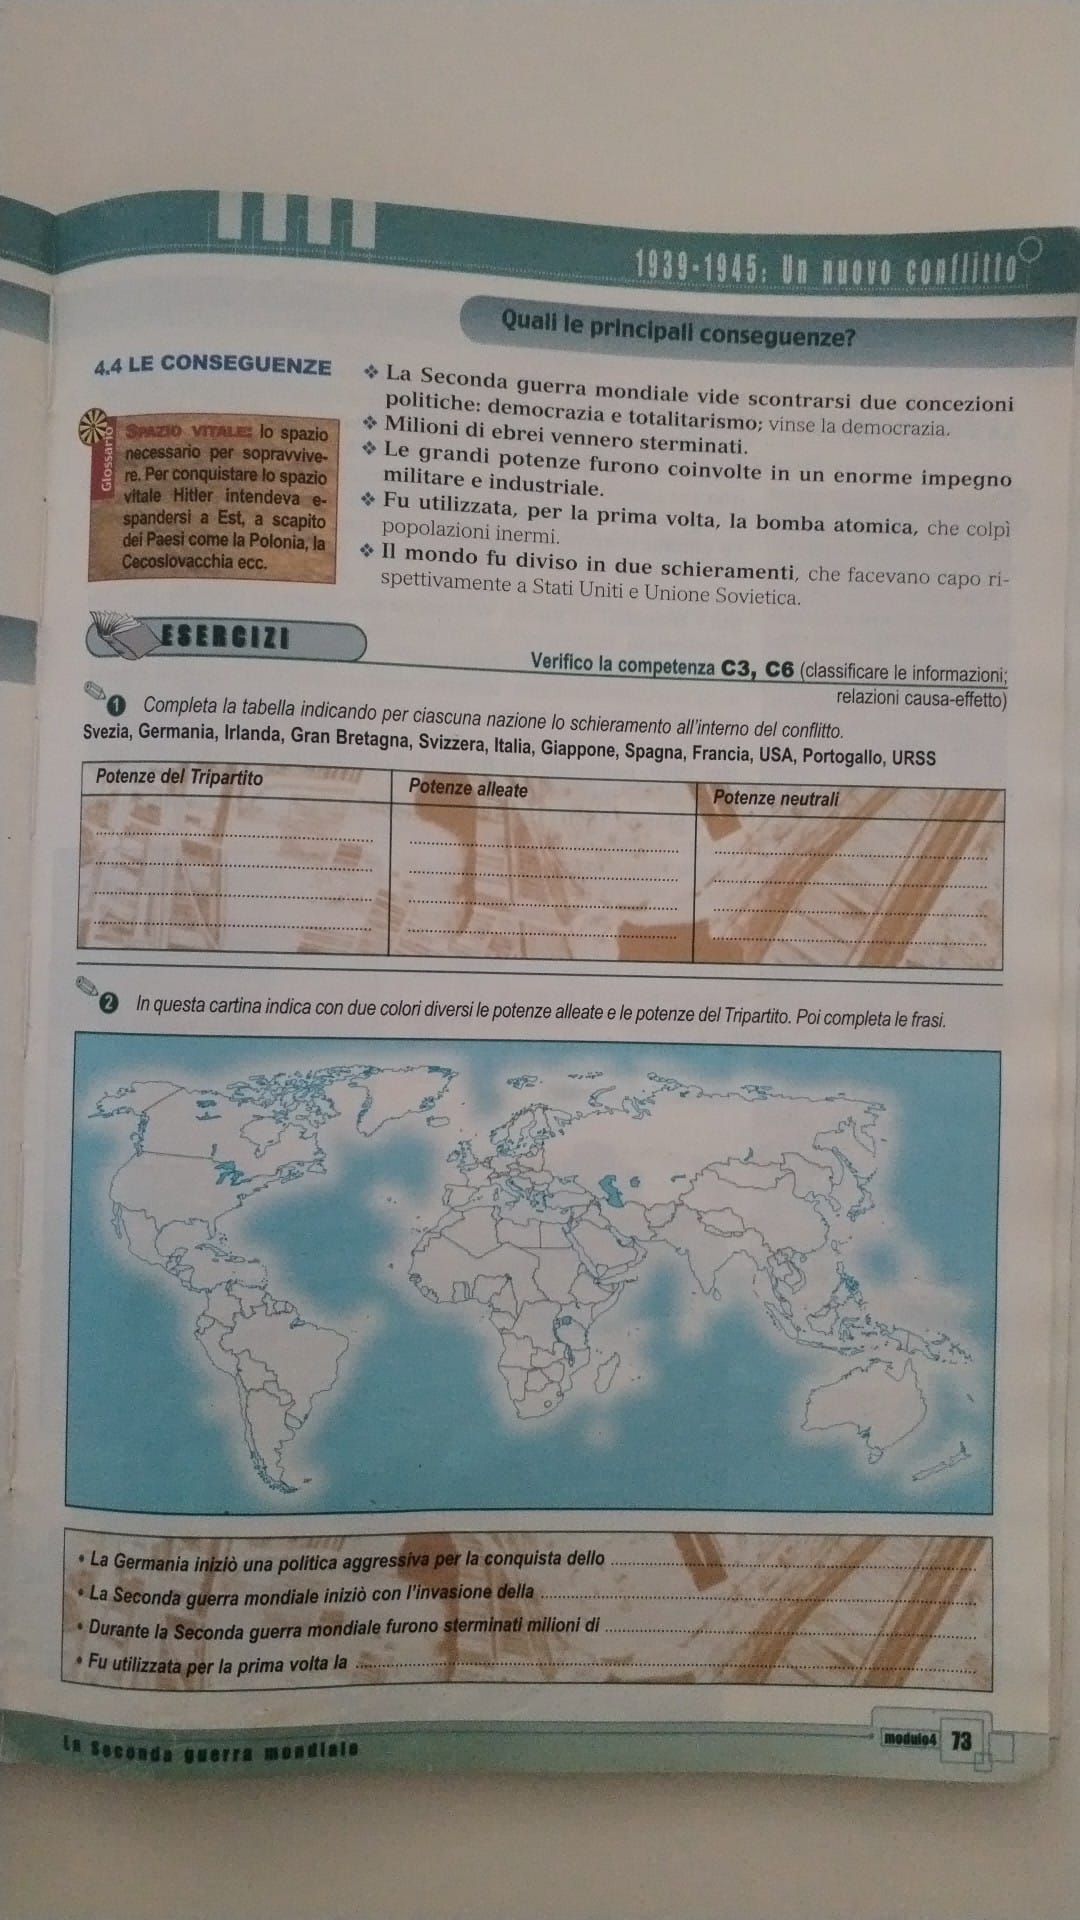 1939-1945: Un nuovo conflitto
Quali le principali conseguenze?
4.4 LE CONSEGUENZE
Glossario
SPAZIO VITALE: lo spazio
necessario per sopravvive-
re. Per conquistare lo spazio
vitale Hitler intendeva e-
spandersi a Est, a scapito
dei Paesi come la Polonia, la
Cecoslovacchia ecc.
❖ La Seconda guerra mondiale vide scontrarsi due concezioni
politiche: democrazia e totalitarismo; vinse la democrazia.
❖ Milioni di ebrei vennero sterminati.
❖ Le grandi potenze furono coinvolte in un enorme impegno
militare e industriale.
❖ Fu utilizzata, per la prima volta, la bomba atomica, che colpì
popolazioni inermi.
❖ Il mondo fu diviso in due schieramenti, che facevano capo ri-
spettivamente a Stati Uniti e Unione Sovietica.
ESERCIZI
Verifico la competenza C3, C6 (classificare le informazioni;
relazioni causa-effetto)
1 Completa la tabella indicando per ciascuna nazione lo schieramento all'interno del conflitto.
Svezia, Germania, Irlanda, Gran Bretagna, Svizzera, Italia, Giappone, Spagna, Francia, USA, Portogallo, URSS
Potenze del Tripartito
Potenze alleate
Potenze neutrali
2 In questa cartina indica con due colori diversi le potenze alleate e le potenze del Tripartito. Poi completa le frasi.
• La Germania iniziò una politica aggressiva per la conquista dello
• La Seconda guerra mondiale iniziò con l'invasione della
• Durante la Seconda guerra mondiale furono sterminati milioni di
• Fu utilizzata per la prima volta la
La Seconda guerra mondiale
modulo4 73